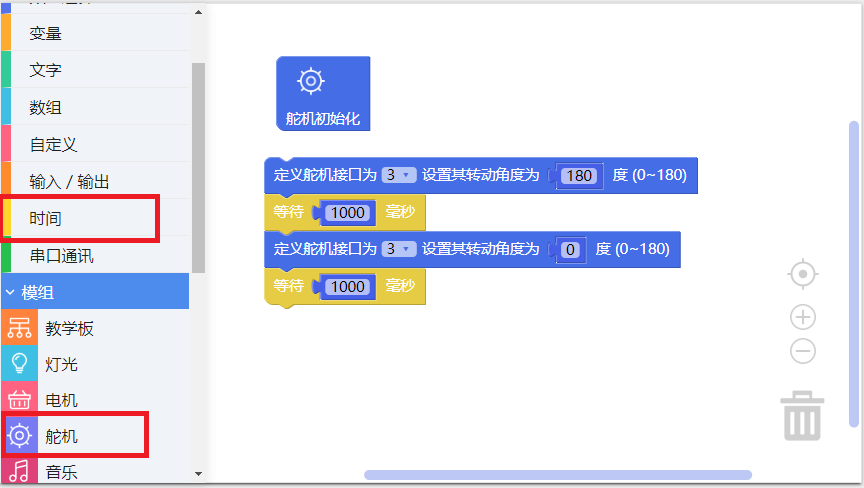 变量
文字
数组
自定义
输入 / 输出
时间
串口通讯
模组
教学板
灯光
电机
舵机
音乐
舵机初始化
定义舵机接口为 3 设置其转动角度为 180 度 (0~180)
等待 1000 毫秒
定义舵机接口为 3 设置其转动角度为 0 度 (0~180)
等待 1000 毫秒